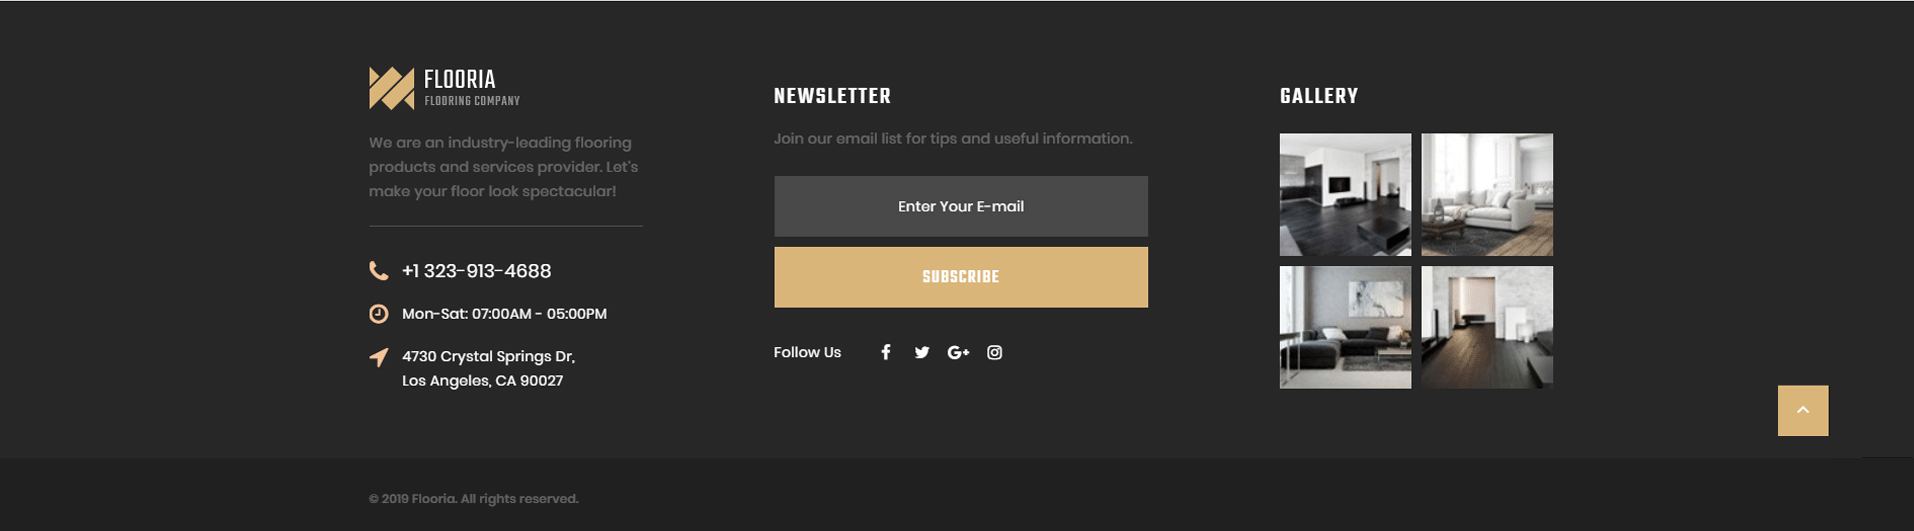 FLOORIA
FLOORING COMPANY
We are an industry-leading flooring
products and services provider. Let's
make your floor look spectacular!
+1 323-913-4688
Mon-Sat: 07:00AM - 05:00PM
4730 Crystal Springs Dr,
Los Angeles, CA 90027
NEWSLETTER
Join our email list for tips and useful information.
Enter Your E-mail
SUBSCRIBE
Follow Us
GALLERY
© 2019 Flooria. All rights reserved.